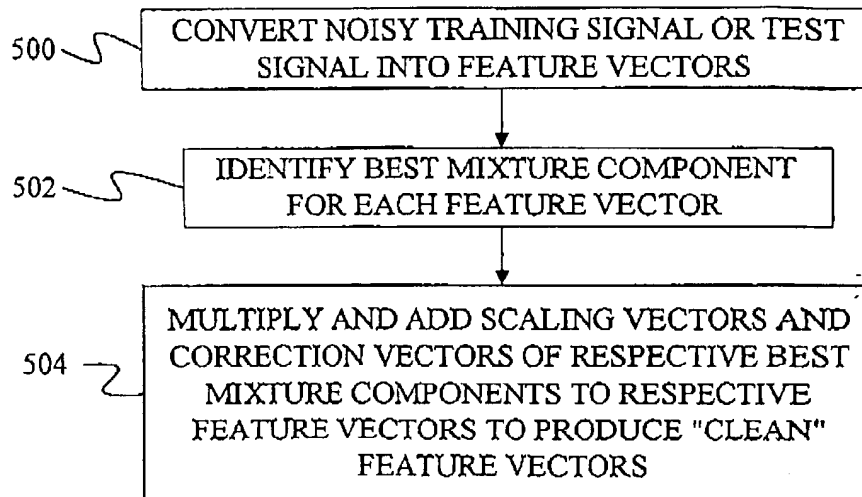 500
CONVERT NOISY TRAINING SIGNAL OR TEST
SIGNAL INTO FEATURE VECTORS
502
IDENTIFY BEST MIXTURE COMPONENT
FOR EACH FEATURE VECTOR
504
MULTIPLY AND ADD SCALING VECTORS AND
CORRECTION VECTORS OF RESPECTIVE BEST
MIXTURE COMPONENTS TO RESPECTIVE
FEATURE VECTORS TO PRODUCE "CLEAN"
FEATURE VECTORS